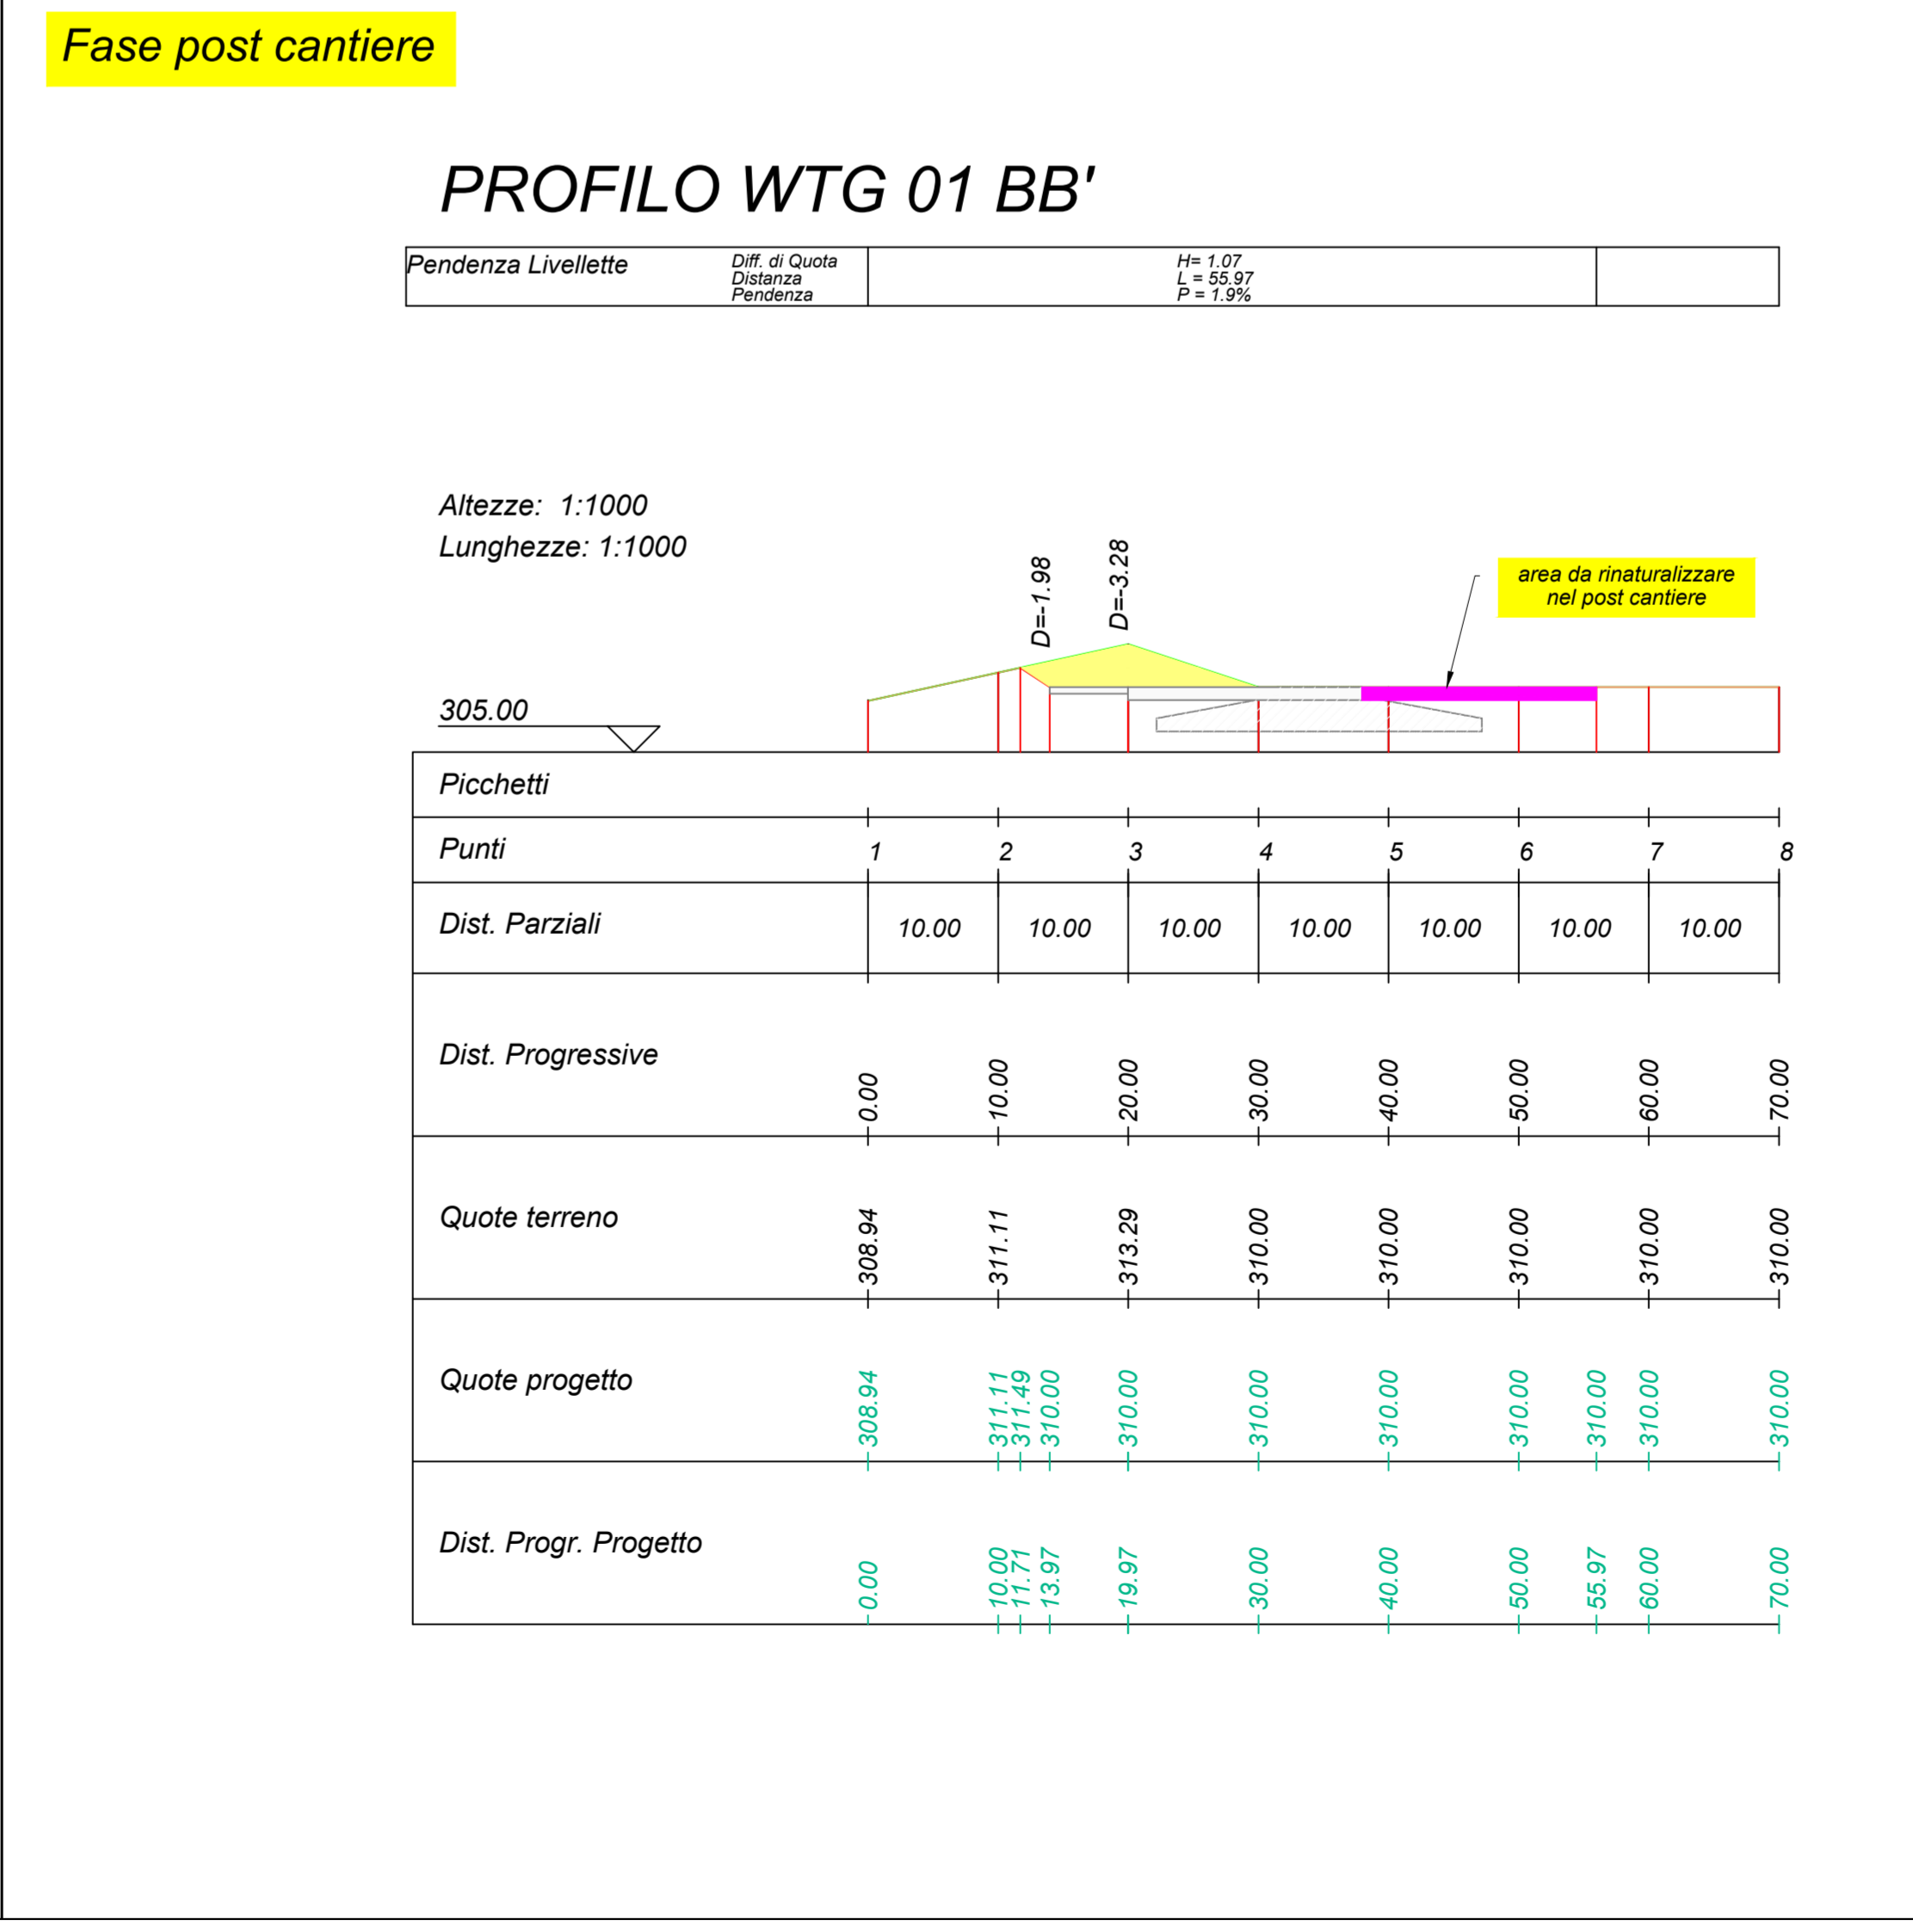 Fase post cantiere
PROFILO WTG 01 BB'
Pendenza Livellette
Diff. di Quota
Distanza
Pendenza
H= 1.07
L = 55.97
P = 1.9%
Altezze: 1:1000
Lunghezze: 1:1000
D=-1.98
D=-3.28
area da rinaturalizzare
nel post cantiere
305.00
Picchetti
Punti 1 2 3 4 5 6 7 8
Dist. Parziali 10.00 10.00 10.00 10.00 10.00 10.00 10.00
Dist. Progressive 0.00 10.00 20.00 30.00 40.00 50.00 60.00 70.00
Quote terreno 308.94 311.11 313.29 310.00 310.00 310.00 310.00 310.00
Quote progetto 308.94 311.11 311.49 310.00 310.00 310.00 310.00 310.00 310.00 310.00 310.00
Dist. Progr. Progetto 0.00 10.00 11.71 13.97 19.97 30.00 40.00 50.00 55.97 60.00 70.00